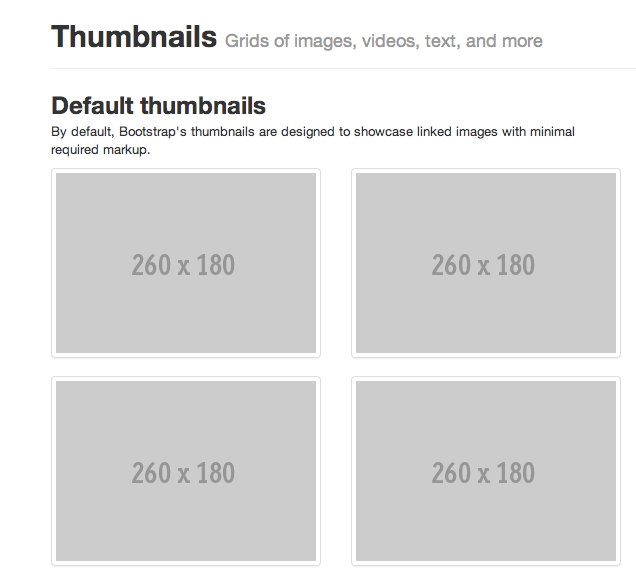 Thumbnails Grids of images, videos, text, and more
Default thumbnails
By default, Bootstrap's thumbnails are designed to showcase linked images with minimal
required markup.
260 x 180
260 x 180
260 x 180
260 x 180